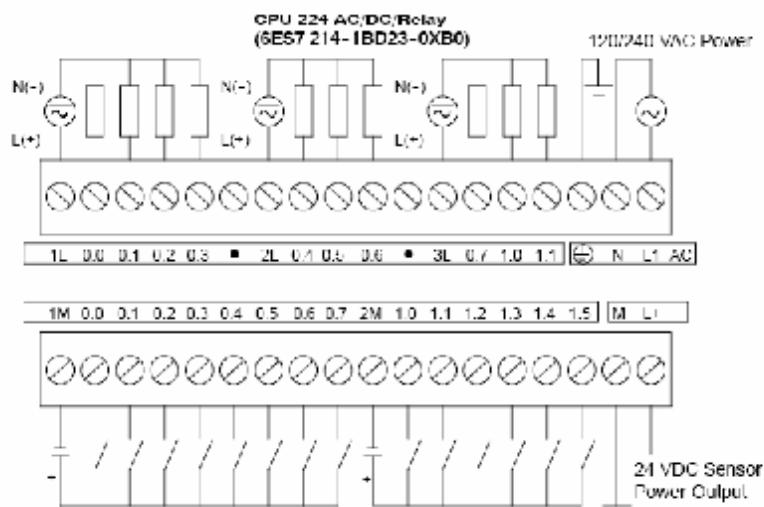 CPU 224 AC/DC/Relay
(6ES7 214-1BD23-0XB0)
120/240 VAC Power
N(-) N(-) N(-)
L(+) L(+) L(+)
1L 0.0 0.1 0.2 0.3 • 2L 0.4 0.5 0.6 • 3L 0.7 1.0 1.1 N L1 AC
1M 0.0 0.1 0.2 0.3 0.4 0.5 0.6 0.7 2M 1.0 1.1 1.2 1.3 1.4 1.5 M L+
- +
24 VDC Sensor
Power Output